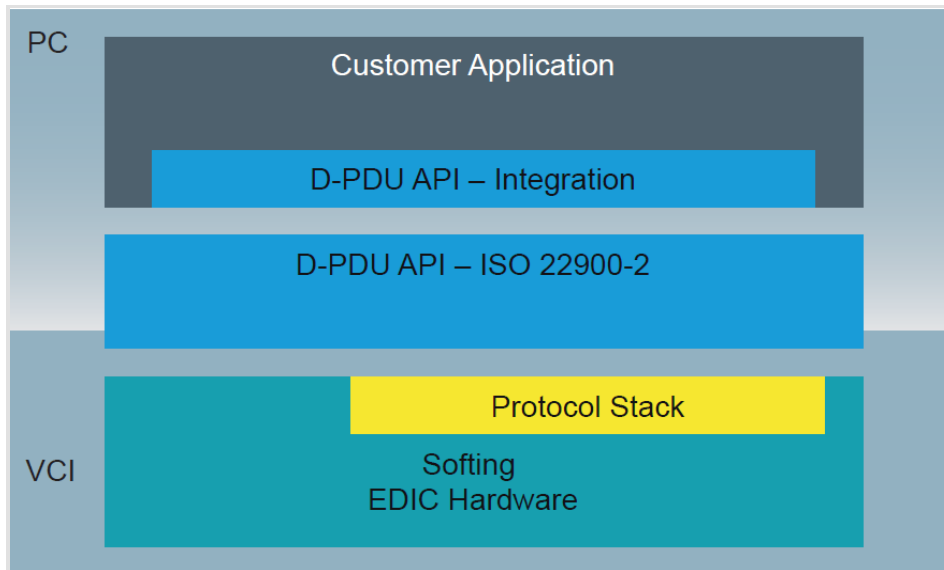 PC
Customer Application
D-PDU API – Integration
D-PDU API – ISO 22900-2
Protocol Stack
VCI
Softing
EDIC Hardware